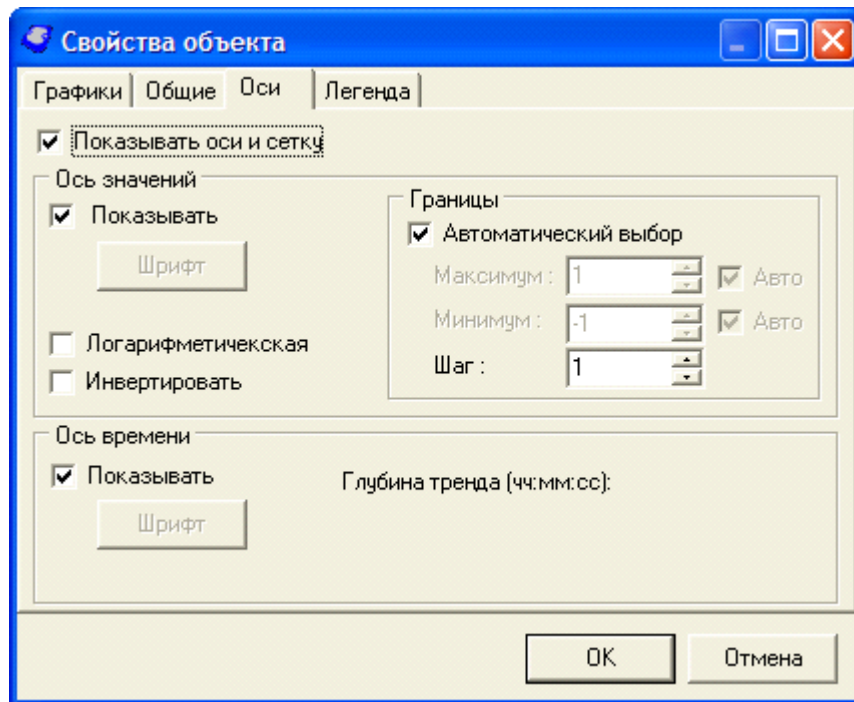 Свойства объекта
Графики Общие Оси Легенда
Показывать оси и сетку
Ось значений
Показывать
Шрифт
Логарифметичекская
Инвертировать
Границы
Автоматический выбор
Максимум : 1 Авто
Минимум : -1 Авто
Шаг : 1
Ось времени
Показывать
Шрифт
Глубина тренда (чч:мм:сс):
OK Отмена